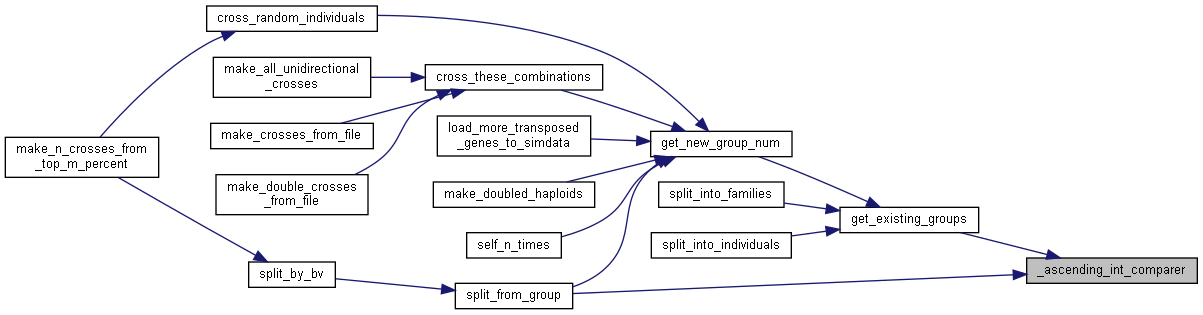 cross_random_individuals
make_all_unidirectional
_crosses
cross_these_combinations
make_crosses_from_file
load_more_transposed
_genes_to_simdata
get_new_group_num
make_n_crosses_from
_top_m_percent
make_double_crosses
_from_file
make_doubled_haploids
split_into_families
get_existing_groups
self_n_times
split_into_individuals
split_by_bv
_ascending_int_comparer
split_from_group